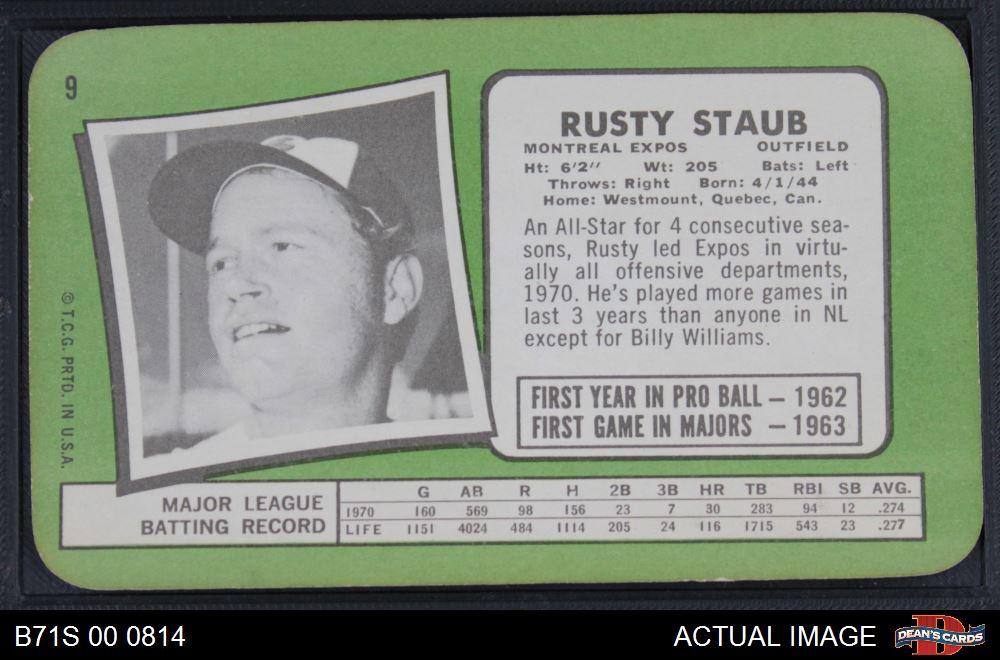 9
RUSTY STAUB
MONTREAL EXPOS OUTFIELD
Ht: 6'2" Wt: 205 Bats: Left
Throws: Right Born: 4/1/44
Home: Westmount, Quebec, Can.
An All-Star for 4 consecutive sea-
sons, Rusty led Expos in virtu-
ally all offensive departments,
1970. He's played more games in
last 3 years than anyone in NL
except for Billy Williams.
FIRST YEAR IN PRO BALL — 1962
FIRST GAME IN MAJORS — 1963
© T.C.G. PRTD. IN U.S.A.
MAJOR LEAGUE
BATTING RECORD
G AB R H 2B 3B HR TB RBI SB AVG.
1970 160 569 98 156 23 7 30 283 94 12 .274
LIFE 1151 4024 484 1114 205 24 116 1715 543 23 .277
B71S 00 0814 ACTUAL IMAGE D DEAN'S CARDS